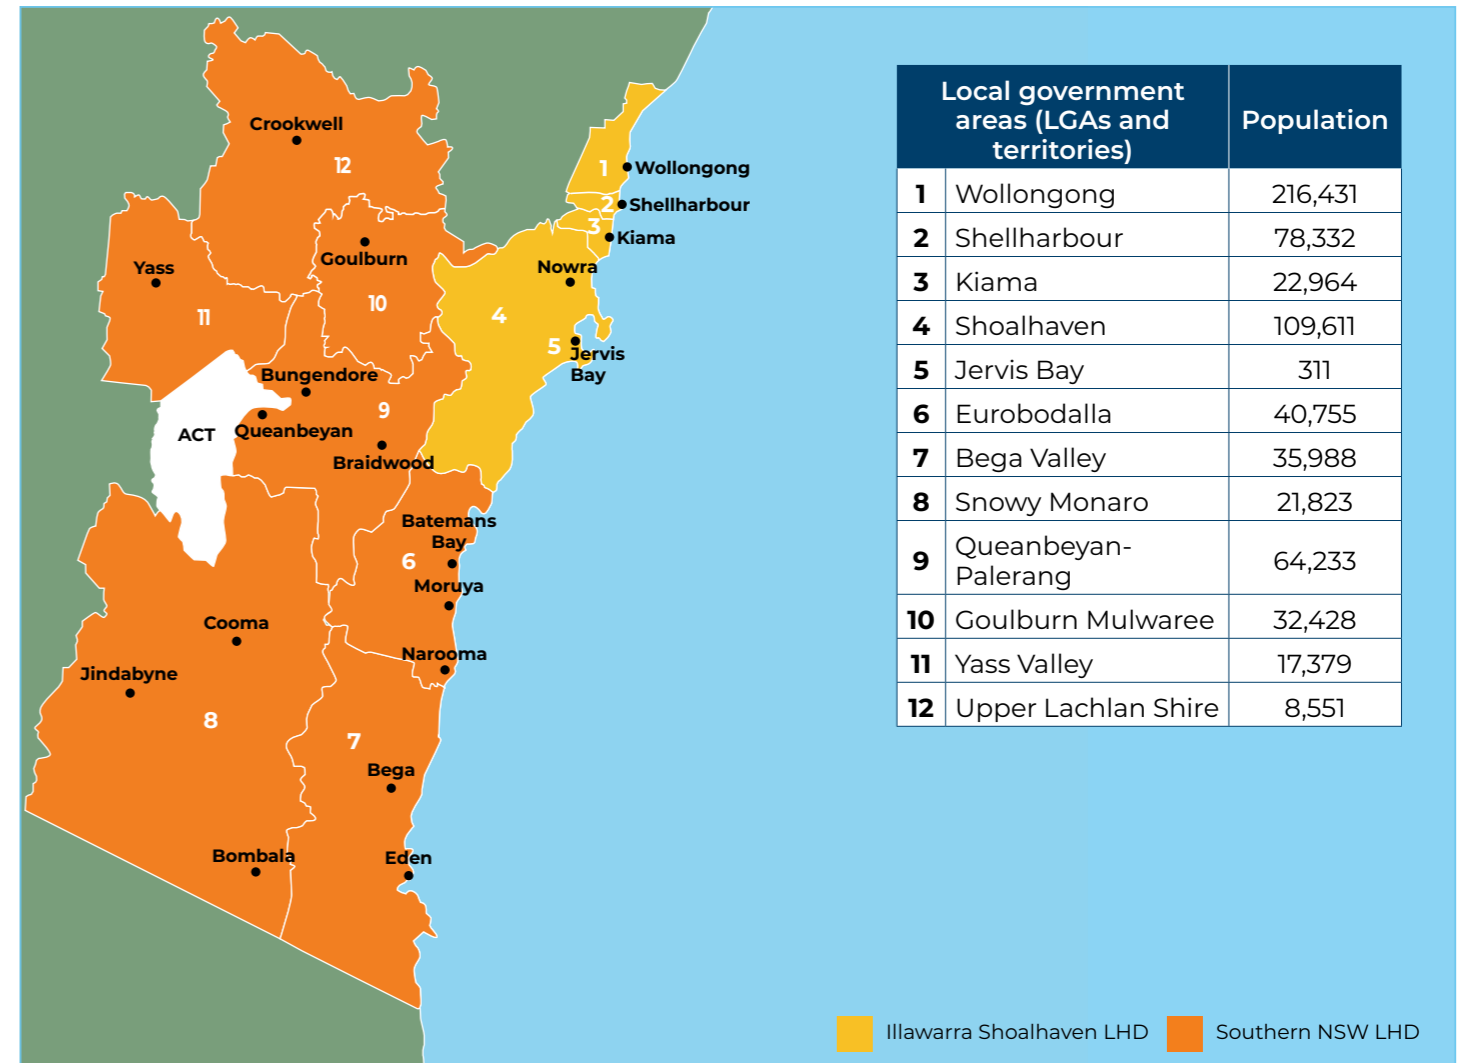 Crookwell
12
1
Wollongong
2
Shellharbour
3
Kiama
Goulburn
Yass
Nowra
10
11
4
5
Jervis
Bay
Bungendore
9
ACT
Queanbeyan
Braidwood
Batemans
Bay
6
Moruya
Cooma
Narooma
Jindabyne
8
7
Bega
Bombala
Eden
Local government
areas (LGAs and
territories)
Population
1 Wollongong 216,431
2 Shellharbour 78,332
3 Kiama 22,964
4 Shoalhaven 109,611
5 Jervis Bay 311
6 Eurobodalla 40,755
7 Bega Valley 35,988
8 Snowy Monaro 21,823
9 Queanbeyan-
Palerang 64,233
10 Goulburn Mulwaree 32,428
11 Yass Valley 17,379
12 Upper Lachlan Shire 8,551
Illawarra Shoalhaven LHD
Southern NSW LHD